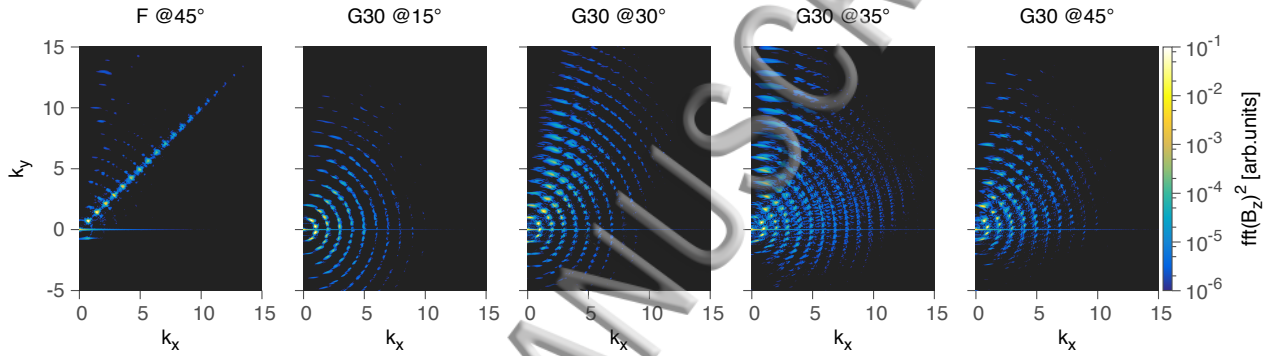 F @45° G30 @15° G30 @30° G30 @35° G30 @45°
15 10⁻¹
10 10⁻²
10⁻³
5 10⁻⁴
0 10⁻⁵
-5 10⁻⁶
k_y
fft(B_z)² [arb.units]
0 5 10 15 0 5 10 15 0 5 10 15 0 5 10 15 0 5 10 15
k_x k_x k_x k_x k_x
NUSC